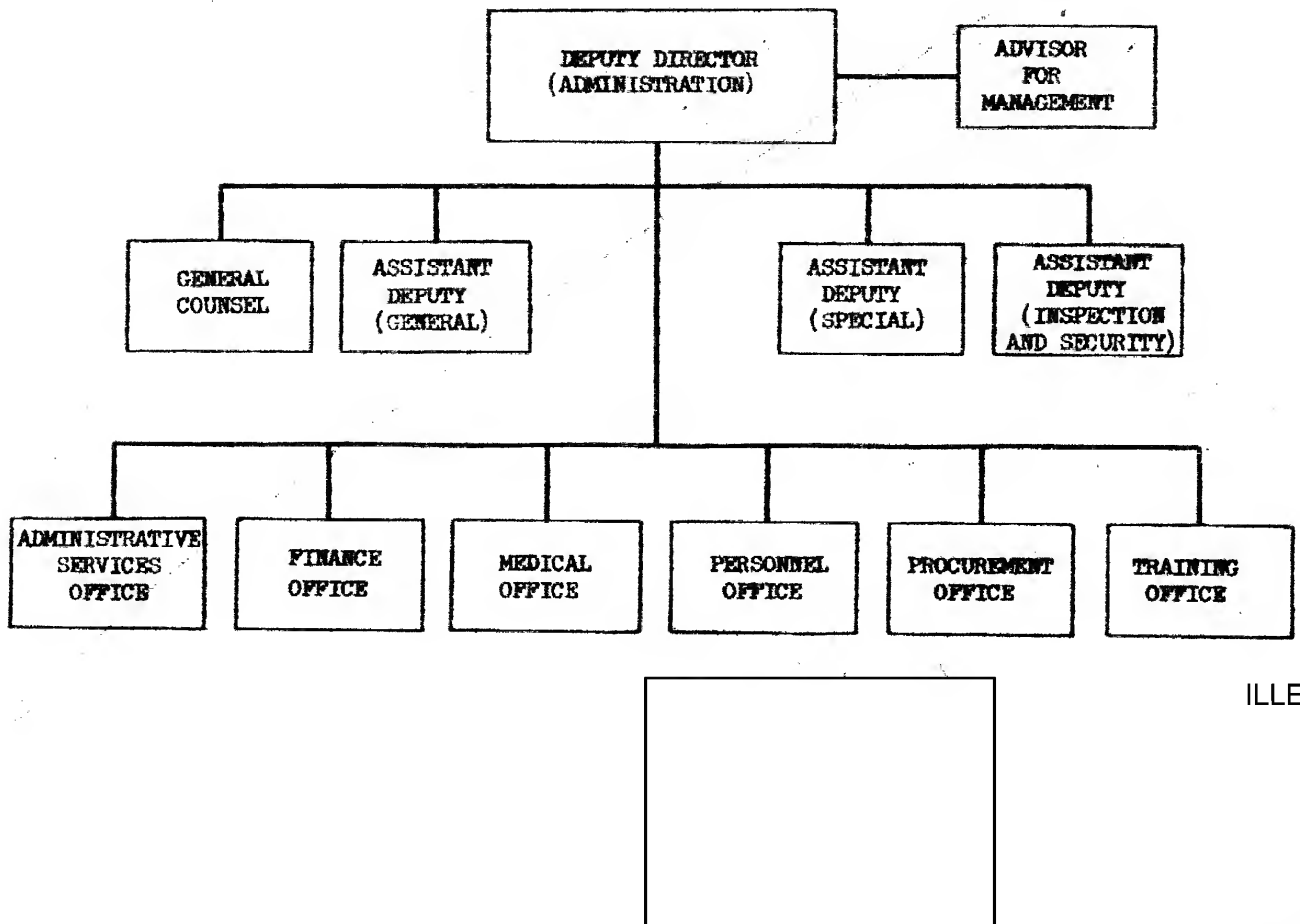 DEPUTY DIRECTOR
(ADMINISTRATION)
ADVISOR
FOR
MANAGEMENT
GENERAL
COUNSEL
ASSISTANT
DEPUTY
(GENERAL)
ASSISTANT
DEPUTY
(SPECIAL)
ASSISTANT
DEPUTY
(INSPECTION
AND SECURITY)
ADMINISTRATIVE
SERVICES
OFFICE
FINANCE
OFFICE
MEDICAL
OFFICE
PERSONNEL
OFFICE
PROCUREMENT
OFFICE
TRAINING
OFFICE
ILLE